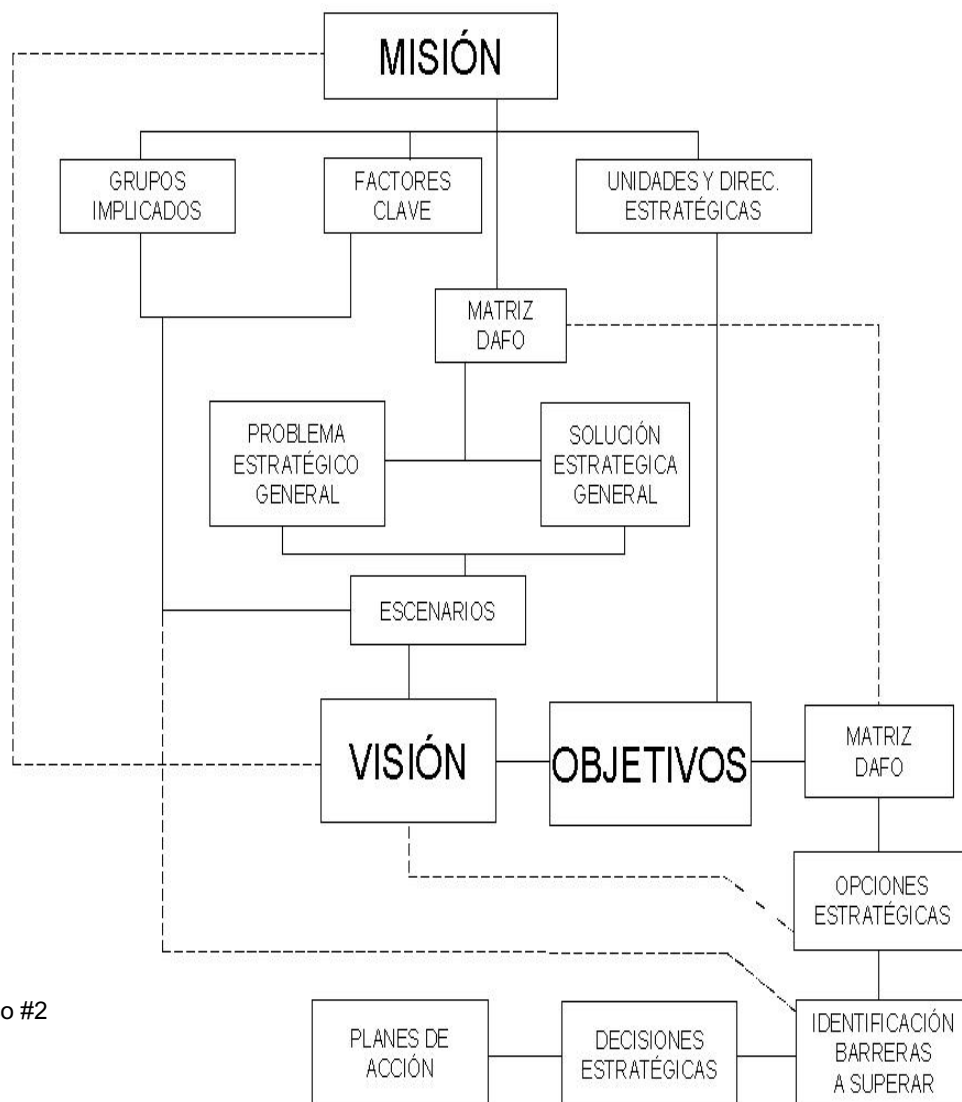 MISIÓN
GRUPOS
IMPLICADOS
FACTORES
CLAVE
UNIDADES Y DIREC.
ESTRATÉGICAS
MATRIZ
DAFO
PROBLEMA
ESTRATÉGICO
GENERAL
SOLUCIÓN
ESTRATEGICA
GENERAL
ESCENARIOS
VISIÓN
OBJETIVOS
MATRIZ
DAFO
OPCIONES
ESTRATÉGICAS
o #2
PLANES DE
ACCIÓN
DECISIONES
ESTRATÉGICAS
IDENTIFICACIÓN
BARRERAS
A SUPERAR